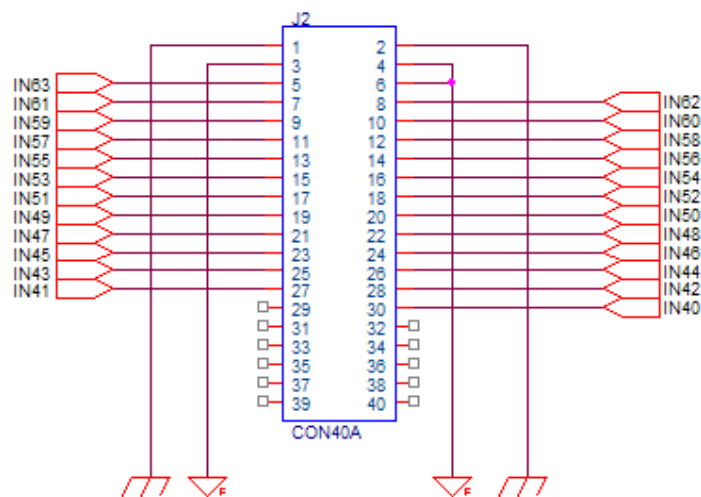 J2
1 2
3 4
IN63 5 6
IN61 7 8 IN62
IN59 9 10 IN60
IN57 11 12 IN58
IN55 13 14 IN56
IN53 15 16 IN54
IN51 17 18 IN52
IN49 19 20 IN50
IN47 21 22 IN48
IN45 23 24 IN46
IN43 25 26 IN44
IN41 27 28 IN42
29 30 IN40
31 32
33 34
35 36
37 38
39 40
CON40A